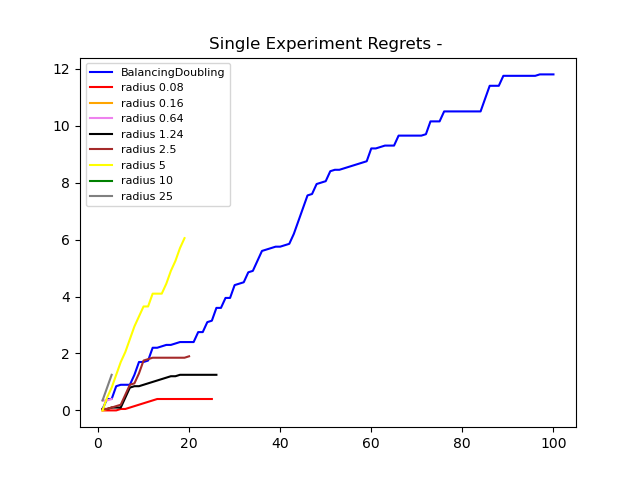 Single Experiment Regrets -
12
10
8
6
4
2
0
BalancingDoubling
radius 0.08
radius 0.16
radius 0.64
radius 1.24
radius 2.5
radius 5
radius 10
radius 25
0 20 40 60 80 100